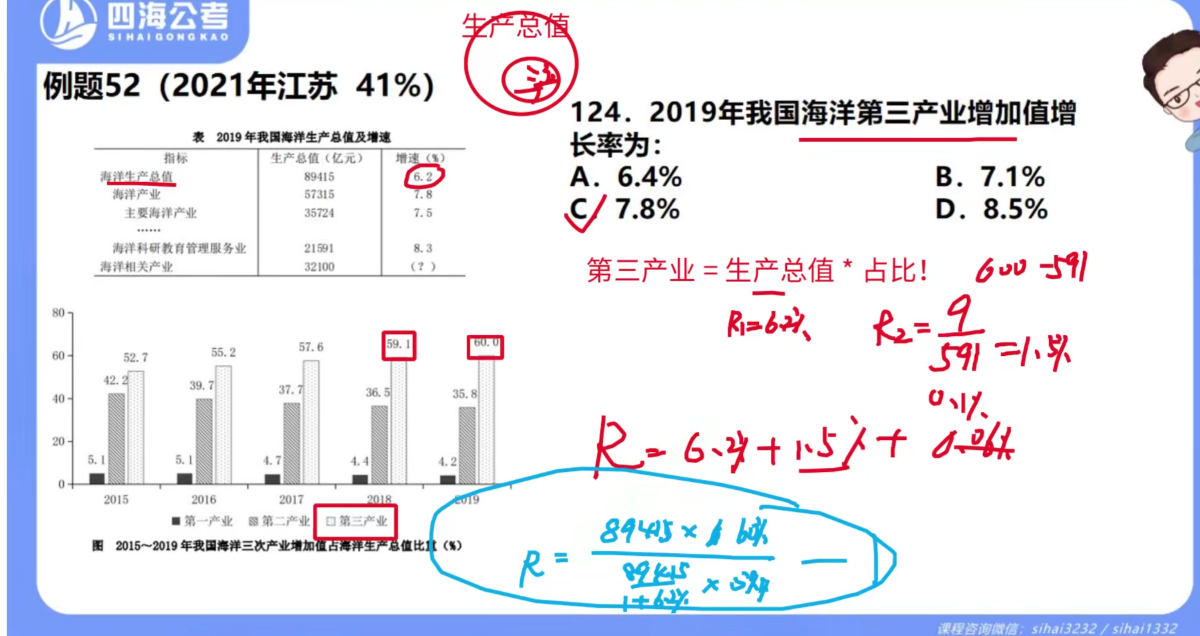 四海公考
SIHAIGONGKAO
生产总值
例题52（2021年江苏 41%）
表 2019年我国海洋生产总值及增速
指标 生产总值（亿元） 增速（%）
海洋生产总值 89415 6.2
海洋产业 57315 7.8
主要海洋产业 35724 7.5
……
海洋科研教育管理服务业 21591 8.3
海洋相关产业 32100 （?）
124．2019年我国海洋第三产业增加值增
长率为：
A．6.4% B．7.1%
C．7.8% D．8.5%
第三产业 = 生产总值 * 占比！ 600-591
R₁=6.2% R₂= 9/591 =1.5%
0.1%
R = 6.2% + 1.5% +
80
60
40
20
0
5.1 42.2 52.7
5.1 39.7 55.2
4.7 37.7 57.6
4.4 36.5 59.1
4.2 35.8 60.0
2015 2016 2017 2018 2019
第一产业 第二产业 第三产业
图 2015～2019年我国海洋三次产业增加值占海洋生产总值比重（%）
89415 × 60%
R = — 1
89415
1+6.2%
课程咨询微信：sihai3232 / sihai1332